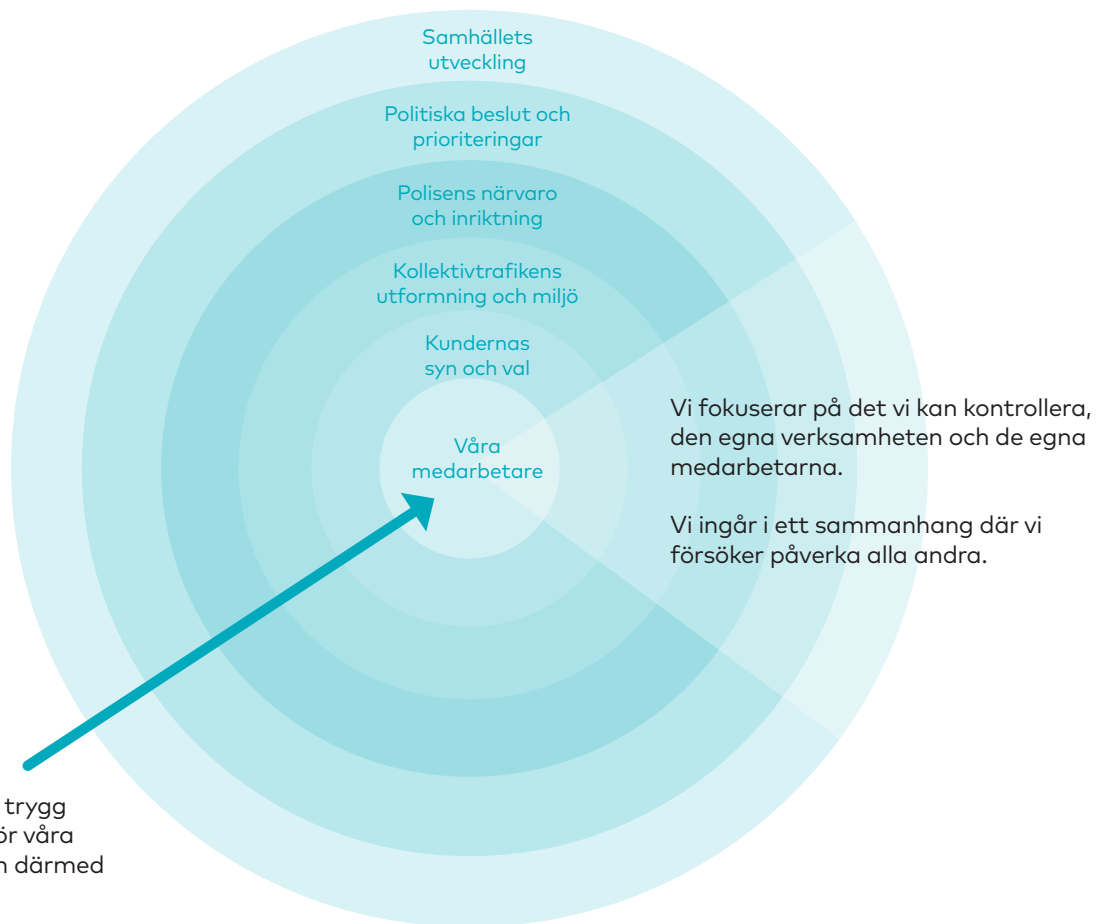 Samhällets
utveckling
Politiska beslut och
prioriteringar
Polisens närvaro
och inriktning
Kollektivtrafikens
utformning och miljö
Kundernas
syn och val
Våra
medarbetare
Vi fokuserar på det vi kan kontrollera,
den egna verksamheten och de egna
medarbetarna.
Vi ingår i ett sammanhang där vi
försöker påverka alla andra.
trygg
ör våra
därmed